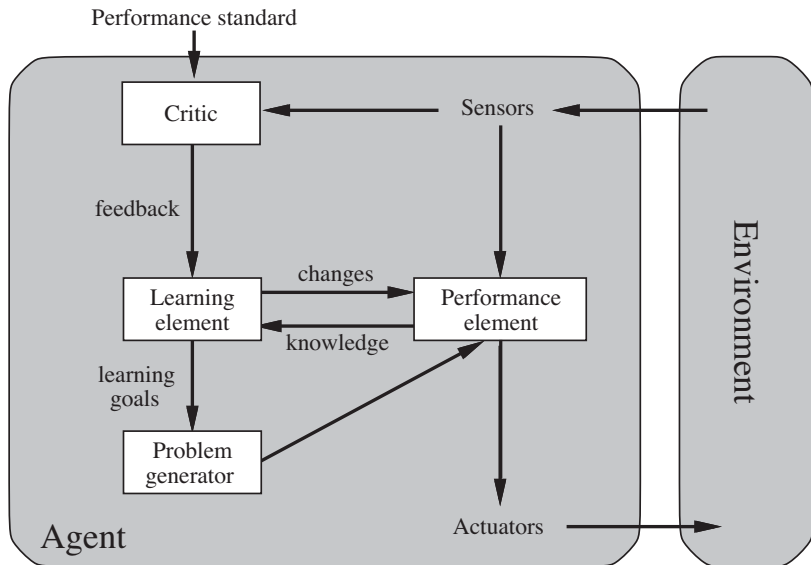 Performance standard
Critic
Sensors
feedback
changes
Learning
element
Performance
element
knowledge
learning
goals
Problem
generator
Actuators
Agent
Environment